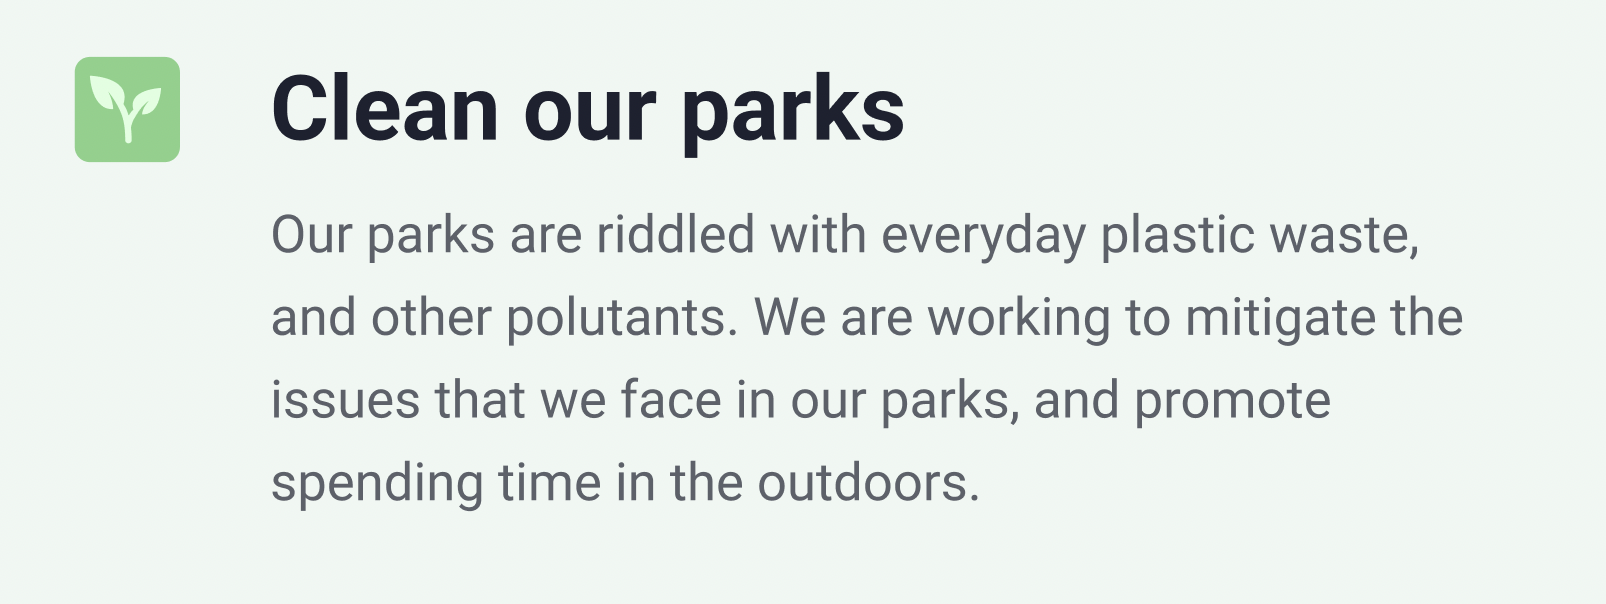 Clean our parks
Our parks are riddled with everyday plastic waste,
and other polutants. We are working to mitigate the
issues that we face in our parks, and promote
spending time in the outdoors.